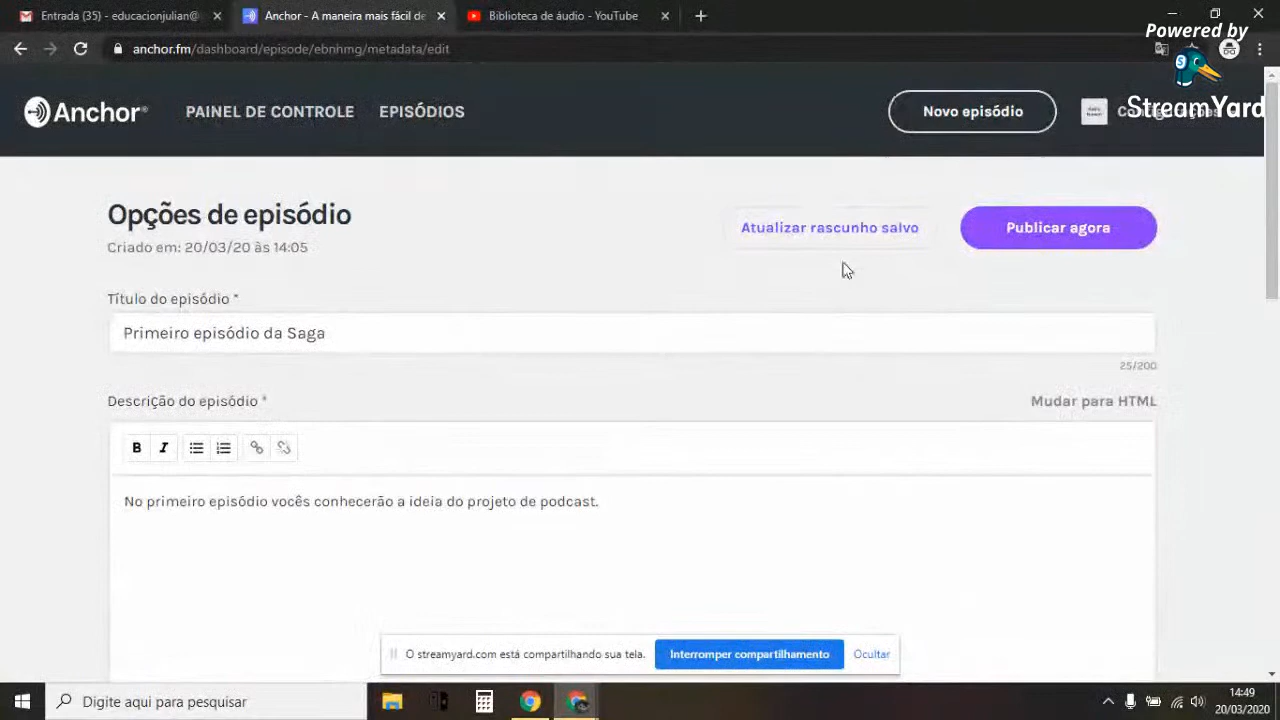 Entrada (35) - educacionjulian@
Anchor - A maneira mais fácil de
Biblioteca de áudio - YouTube
Powered by
StreamYard
anchor.fm/dashboard/episode/ebnhmg/metadata/edit
Anchor
PAINEL DE CONTROLE
EPISÓDIOS
Novo episódio
Opções de episódio
Criado em: 20/03/20 às 14:05
Atualizar rascunho salvo
Publicar agora
Título do episódio *
Primeiro episódio da Saga
25/200
Descrição do episódio *
Mudar para HTML
B I
No primeiro episódio vocês conhecerão a ideia do projeto de podcast.
O streamyard.com está compartilhando sua tela.
Interromper compartilhamento
Ocultar
Digite aqui para pesquisar
14:49
20/03/2020